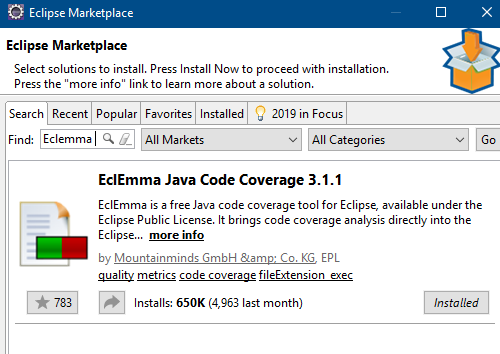 Eclipse Marketplace
Eclipse Marketplace
Select solutions to install. Press Install Now to proceed with installation.
Press the "more info" link to learn more about a solution.
Search Recent Popular Favorites Installed 2019 in Focus
Find: Eclemma All Markets All Categories Go
EclEmma Java Code Coverage 3.1.1
EclEmma is a free Java code coverage tool for Eclipse, available under the
Eclipse Public License. It brings code coverage analysis directly into the
Eclipse... more info
by Mountainminds GmbH &amp; Co. KG, EPL
quality metrics code coverage fileExtension_exec
783 Installs: 650K (4,963 last month) Installed